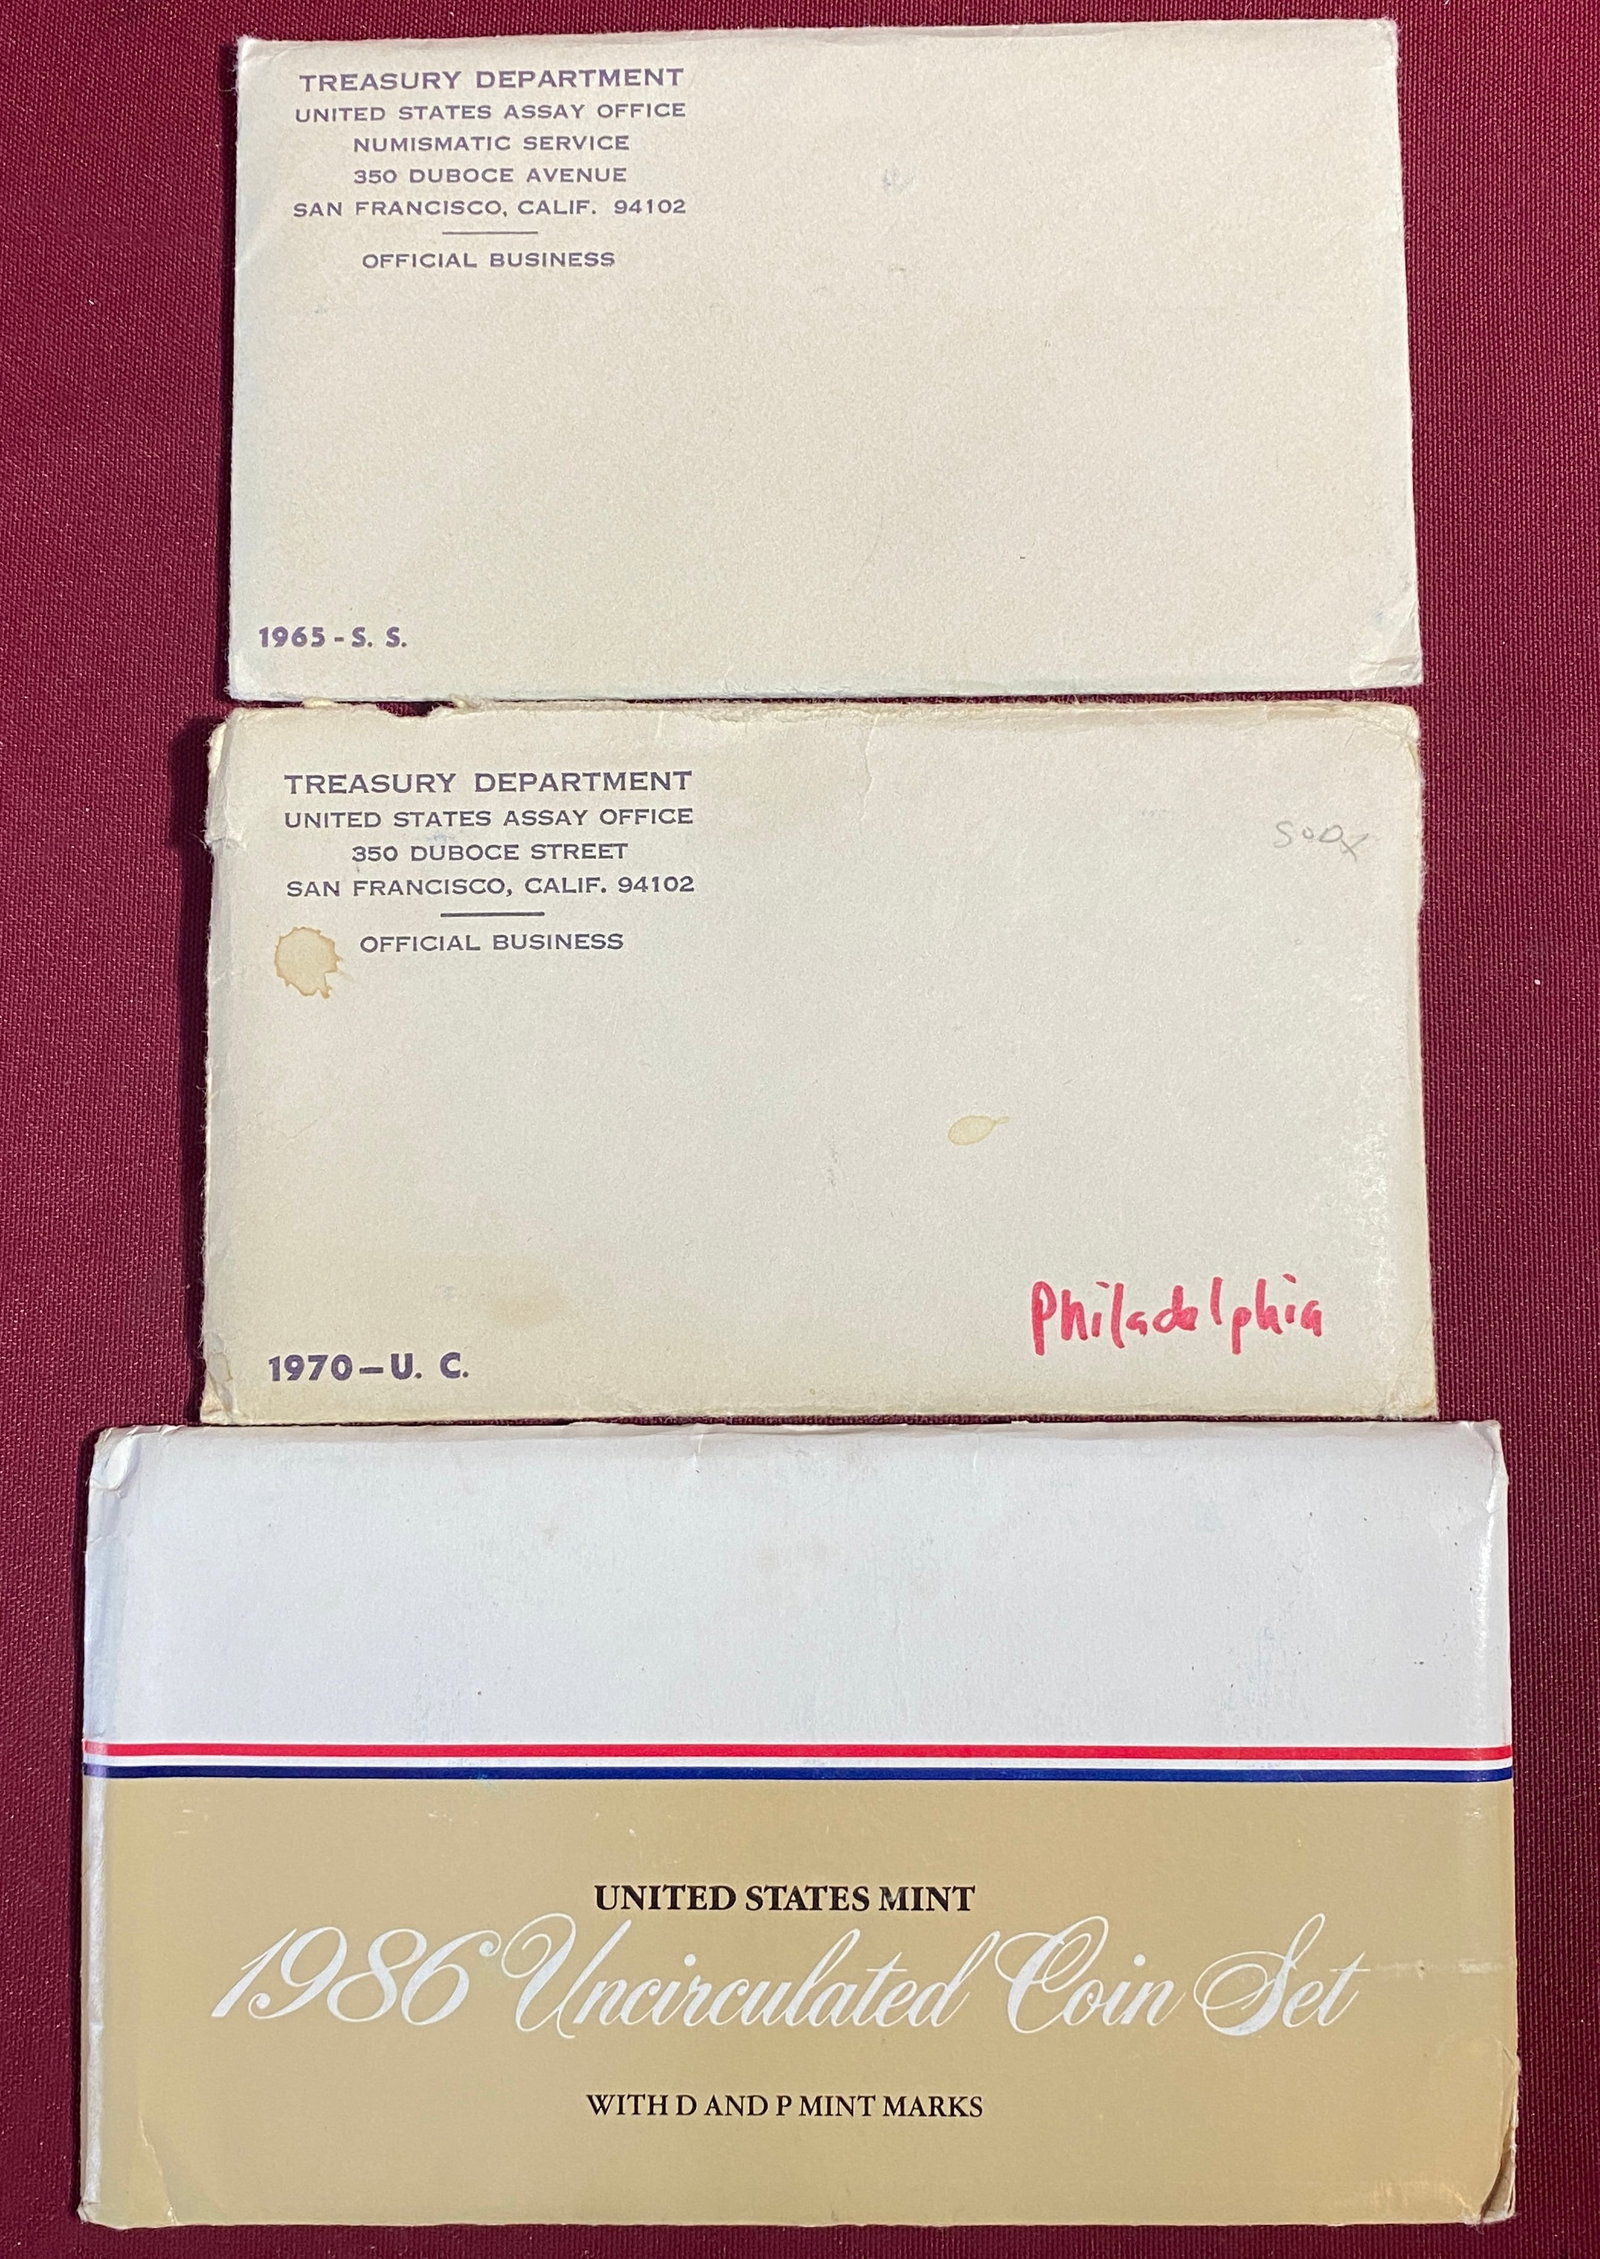 TREASURY DEPARTMENT
UNITED STATES ASSAY OFFICE
NUMISMATIC SERVICE
350 DUBOCE AVENUE
SAN FRANCISCO, CALIF. 94102
OFFICIAL BUSINESS
1965 - S. S.
TREASURY DEPARTMENT
UNITED STATES ASSAY OFFICE
350 DUBOCE STREET
SAN FRANCISCO, CALIF. 94102
OFFICIAL BUSINESS
Philadelphia
1970—U. C.
UNITED STATES MINT
1986 Uncirculated Coin Set
WITH D AND P MINT MARKS